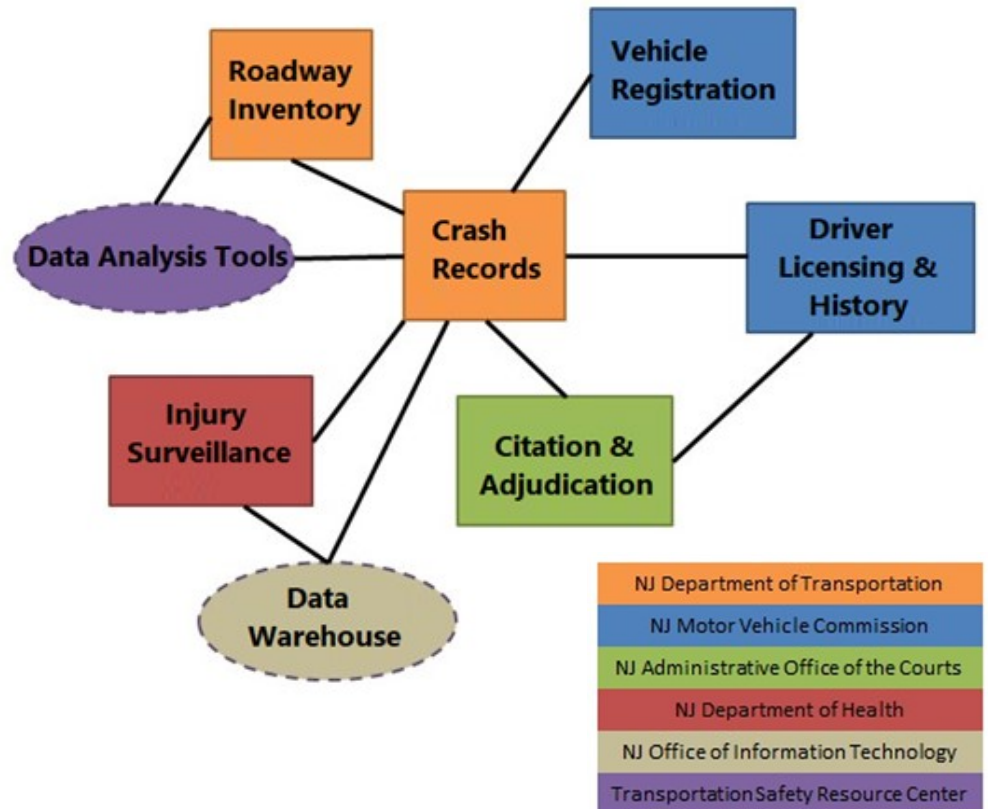 Roadway
Inventory
Vehicle
Registration
Crash
Records
Data Analysis Tools
Driver
Licensing &
History
Injury
Surveillance
Citation &
Adjudication
Data
Warehouse
NJ Department of Transportation
NJ Motor Vehicle Commission
NJ Administrative Office of the Courts
NJ Department of Health
NJ Office of Information Technology
Transportation Safety Resource Center